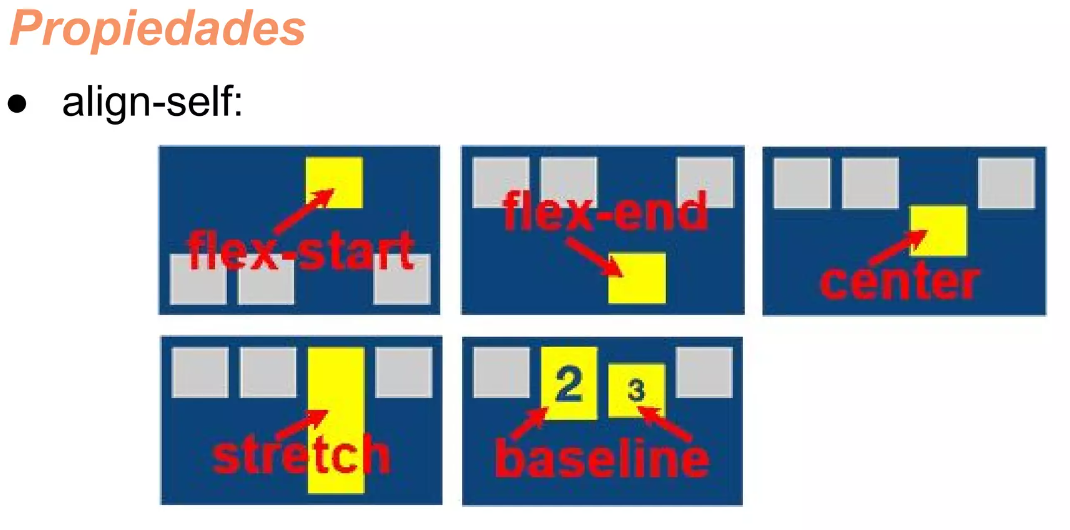 Propiedades
● align-self:
flex-start
flex-end
center
stretch
2
3
baseline